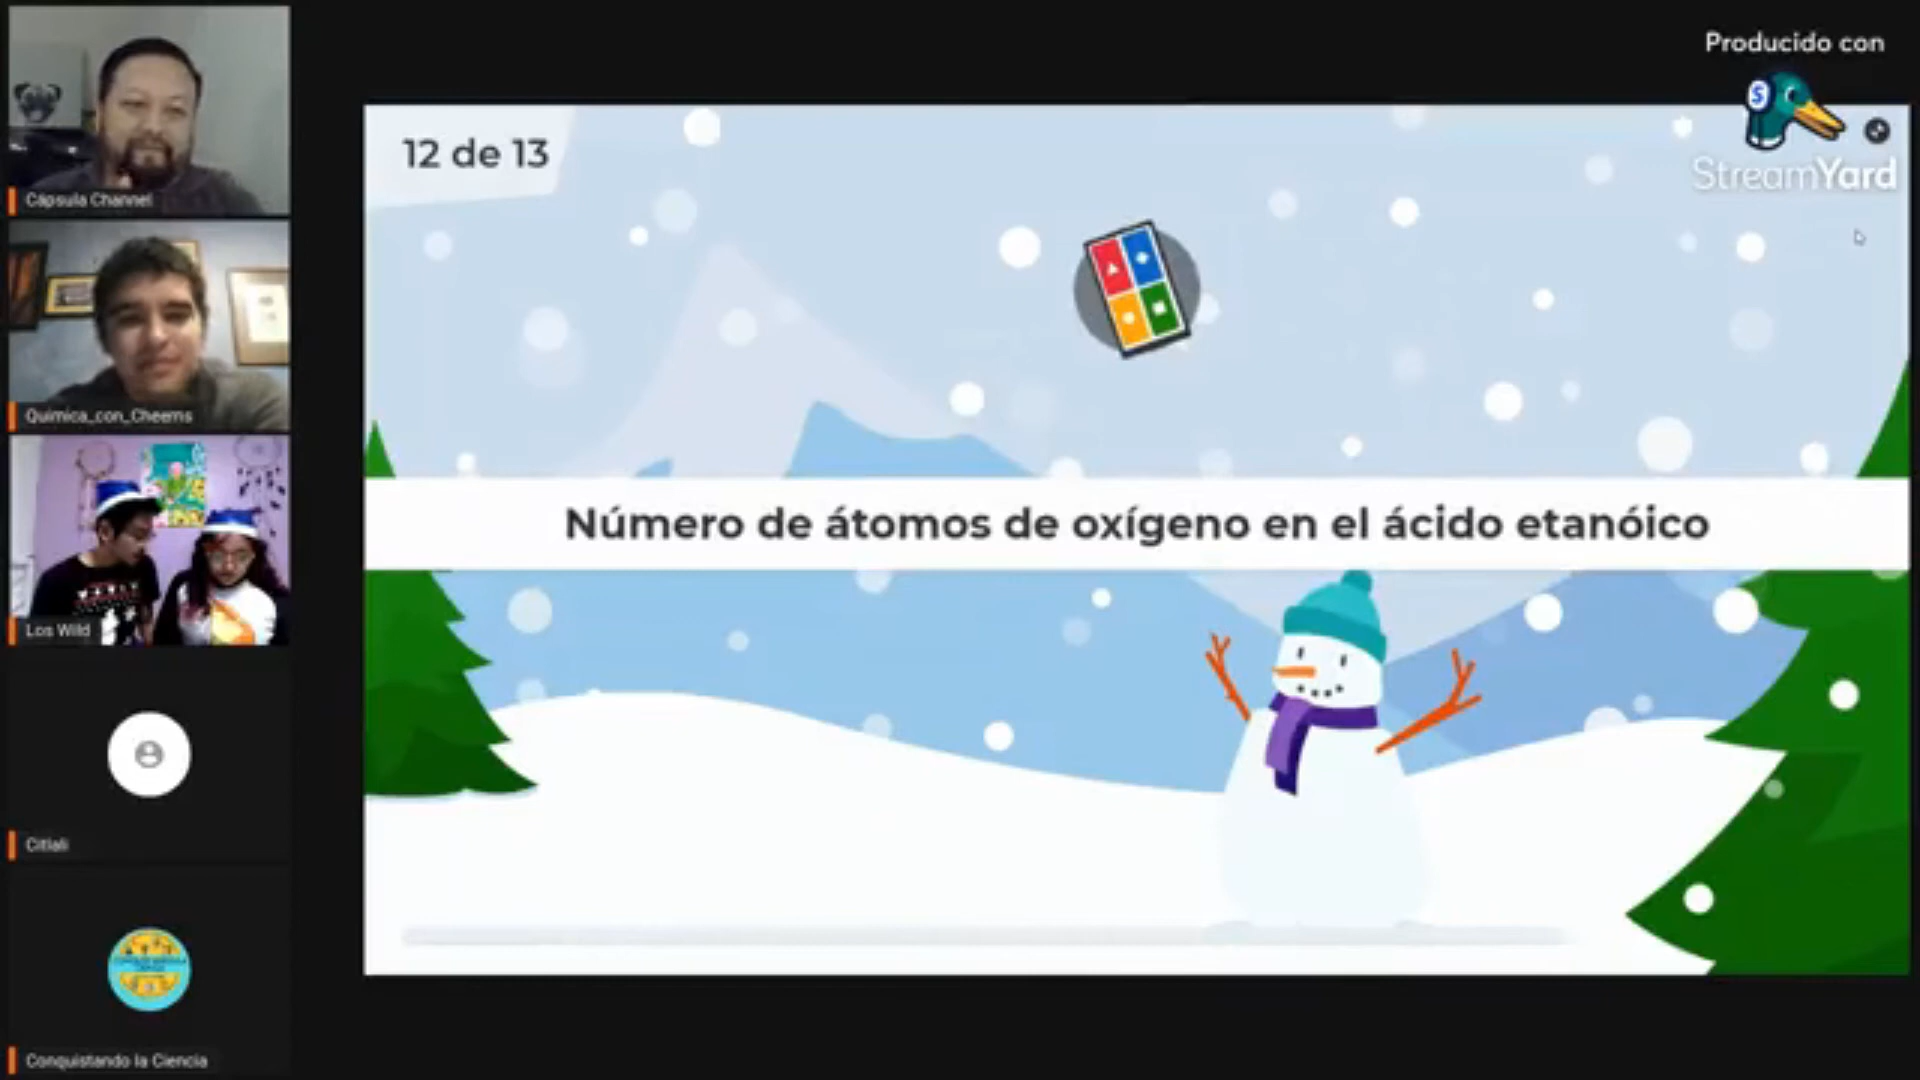 Producido con
StreamYard
12 de 13
Número de átomos de oxígeno en el ácido etanóico
Cápsula Channel
Quimica_con_Cheems
Los Wild
Citlali
Conquistando la Ciencia